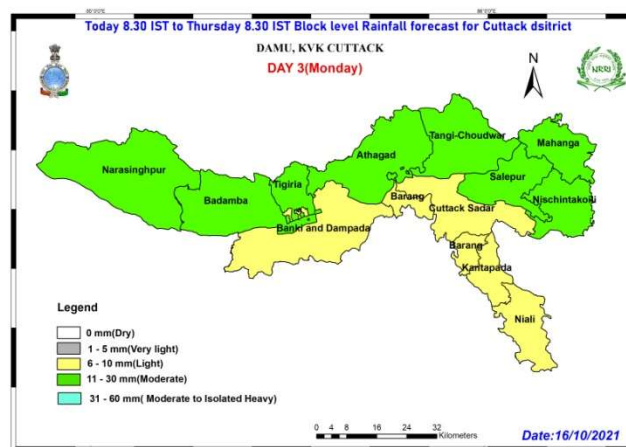 Today 8.30 IST to Thursday 8.30 IST Block level Rainfall forecast for Cuttack dsitrict
DAMU, KVK CUTTACK
DAY 3(Monday)
N
NRRI
Tangi-Choudwar
Mahanga
Athagad
Narasinghpur
Salepur
Tigiria
Badamba
Nischintakoili
Barang
Cuttack Sadar
Banki and Dampada
Barang
Kantapada
Niali
Legend
0 mm(Dry)
1 - 5 mm(Very light)
6 - 10 mm(Light)
11 - 30 mm(Moderate)
31 - 60 mm( Moderate to Isolated Heavy)
0 4 8 16 24 32
Kilometers
Date:16/10/2021